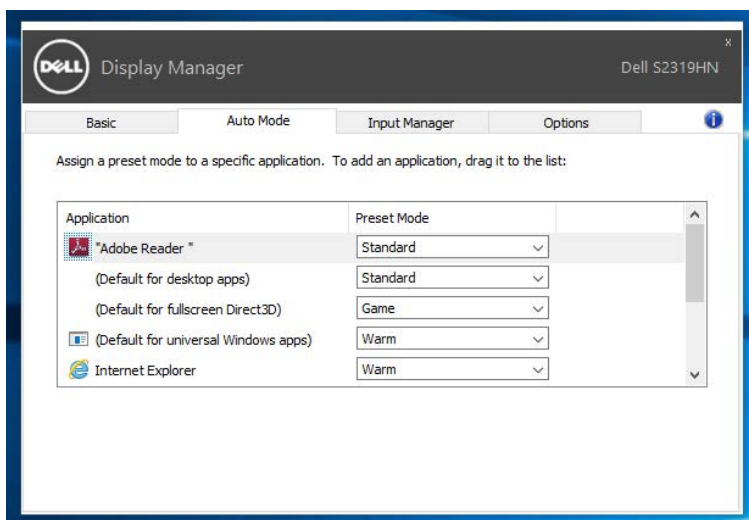 x
DELL Display Manager Dell S2319HN
Basic Auto Mode Input Manager Options i
Assign a preset mode to a specific application. To add an application, drag it to the list:
Application Preset Mode
"Adobe Reader " Standard
(Default for desktop apps) Standard
(Default for fullscreen Direct3D) Game
(Default for universal Windows apps) Warm
Internet Explorer Warm